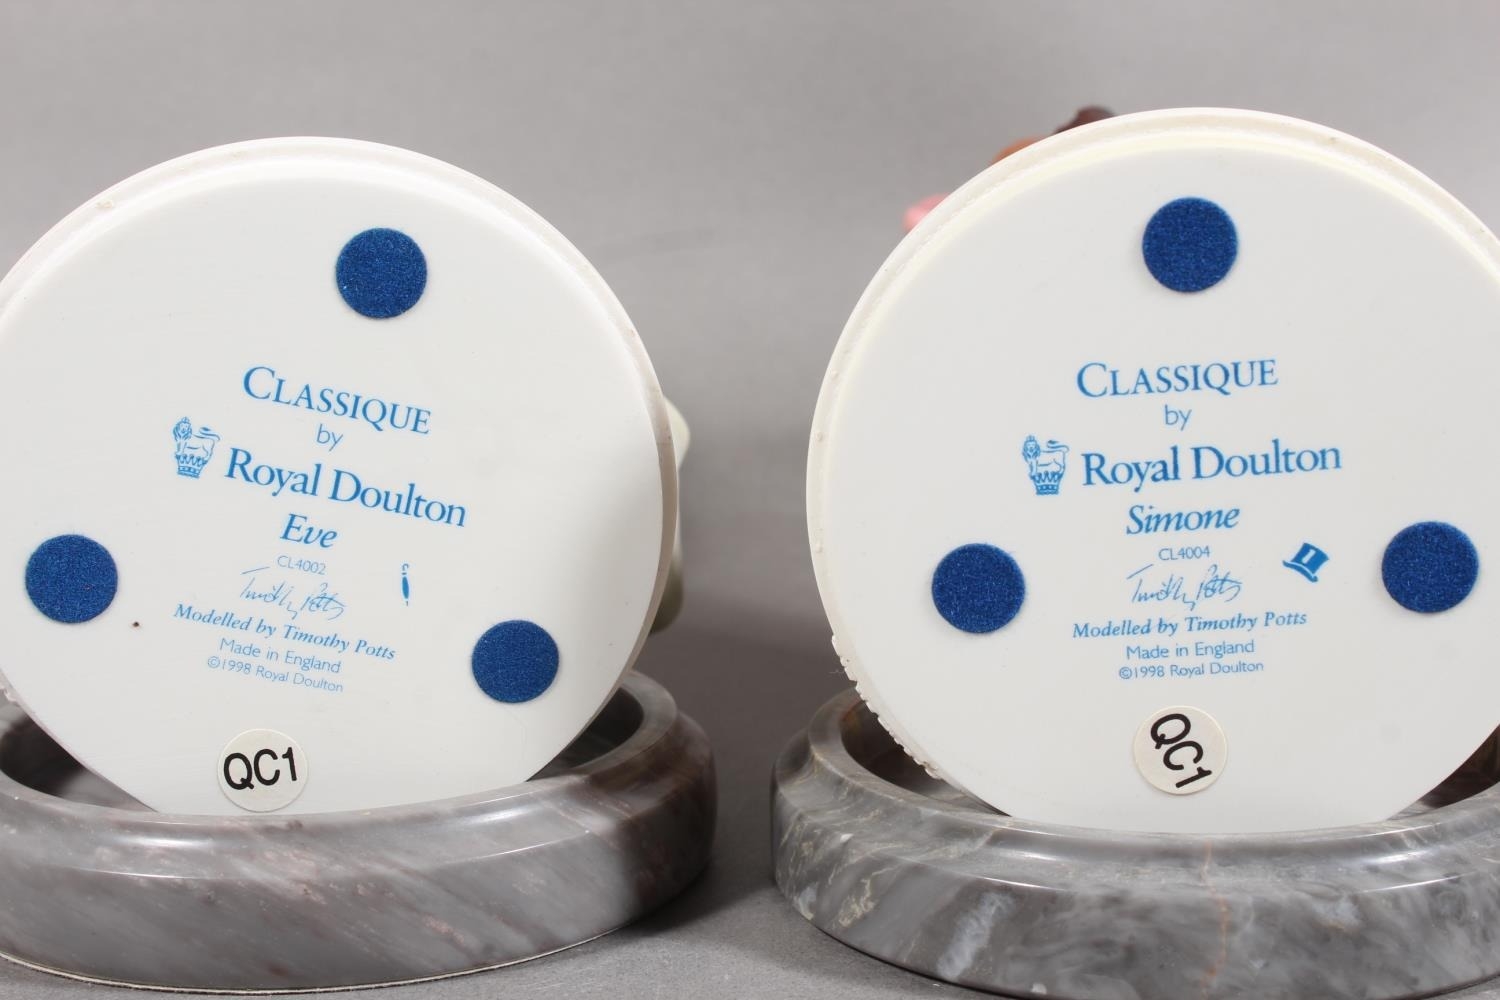 CLASSIQUE
by
Royal Doulton
Eve
CL4002
Timothy Potts
Modelled by Timothy Potts
Made in England
©1998 Royal Doulton
QC1
CLASSIQUE
by
Royal Doulton
Simone
CL4004
1
Timothy Potts
Modelled by Timothy Potts
Made in England
©1998 Royal Doulton
QC1